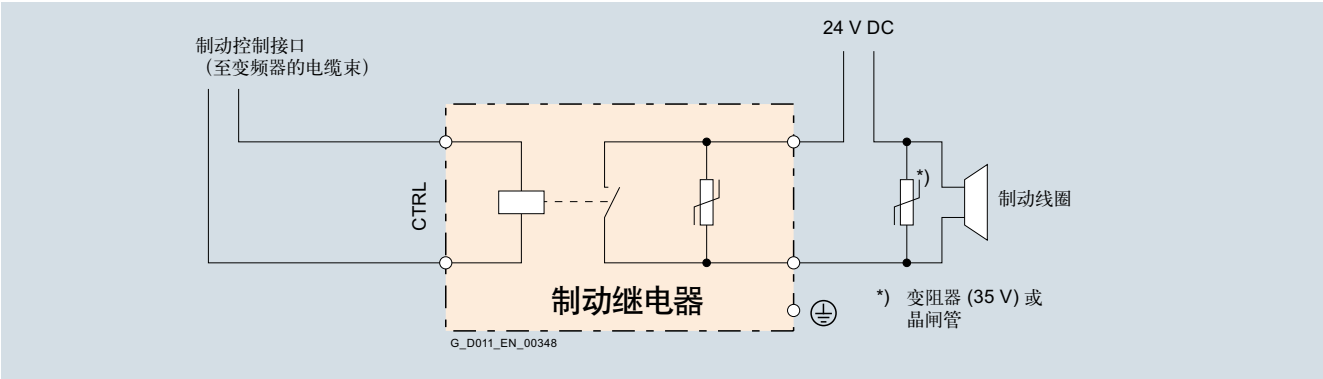 24 V DC
制动控制接口
（至变频器的电缆束）
CTRL
*)
制动线圈
制动继电器
*) 变阻器 (35 V) 或
晶闸管
G_D011_EN_00348